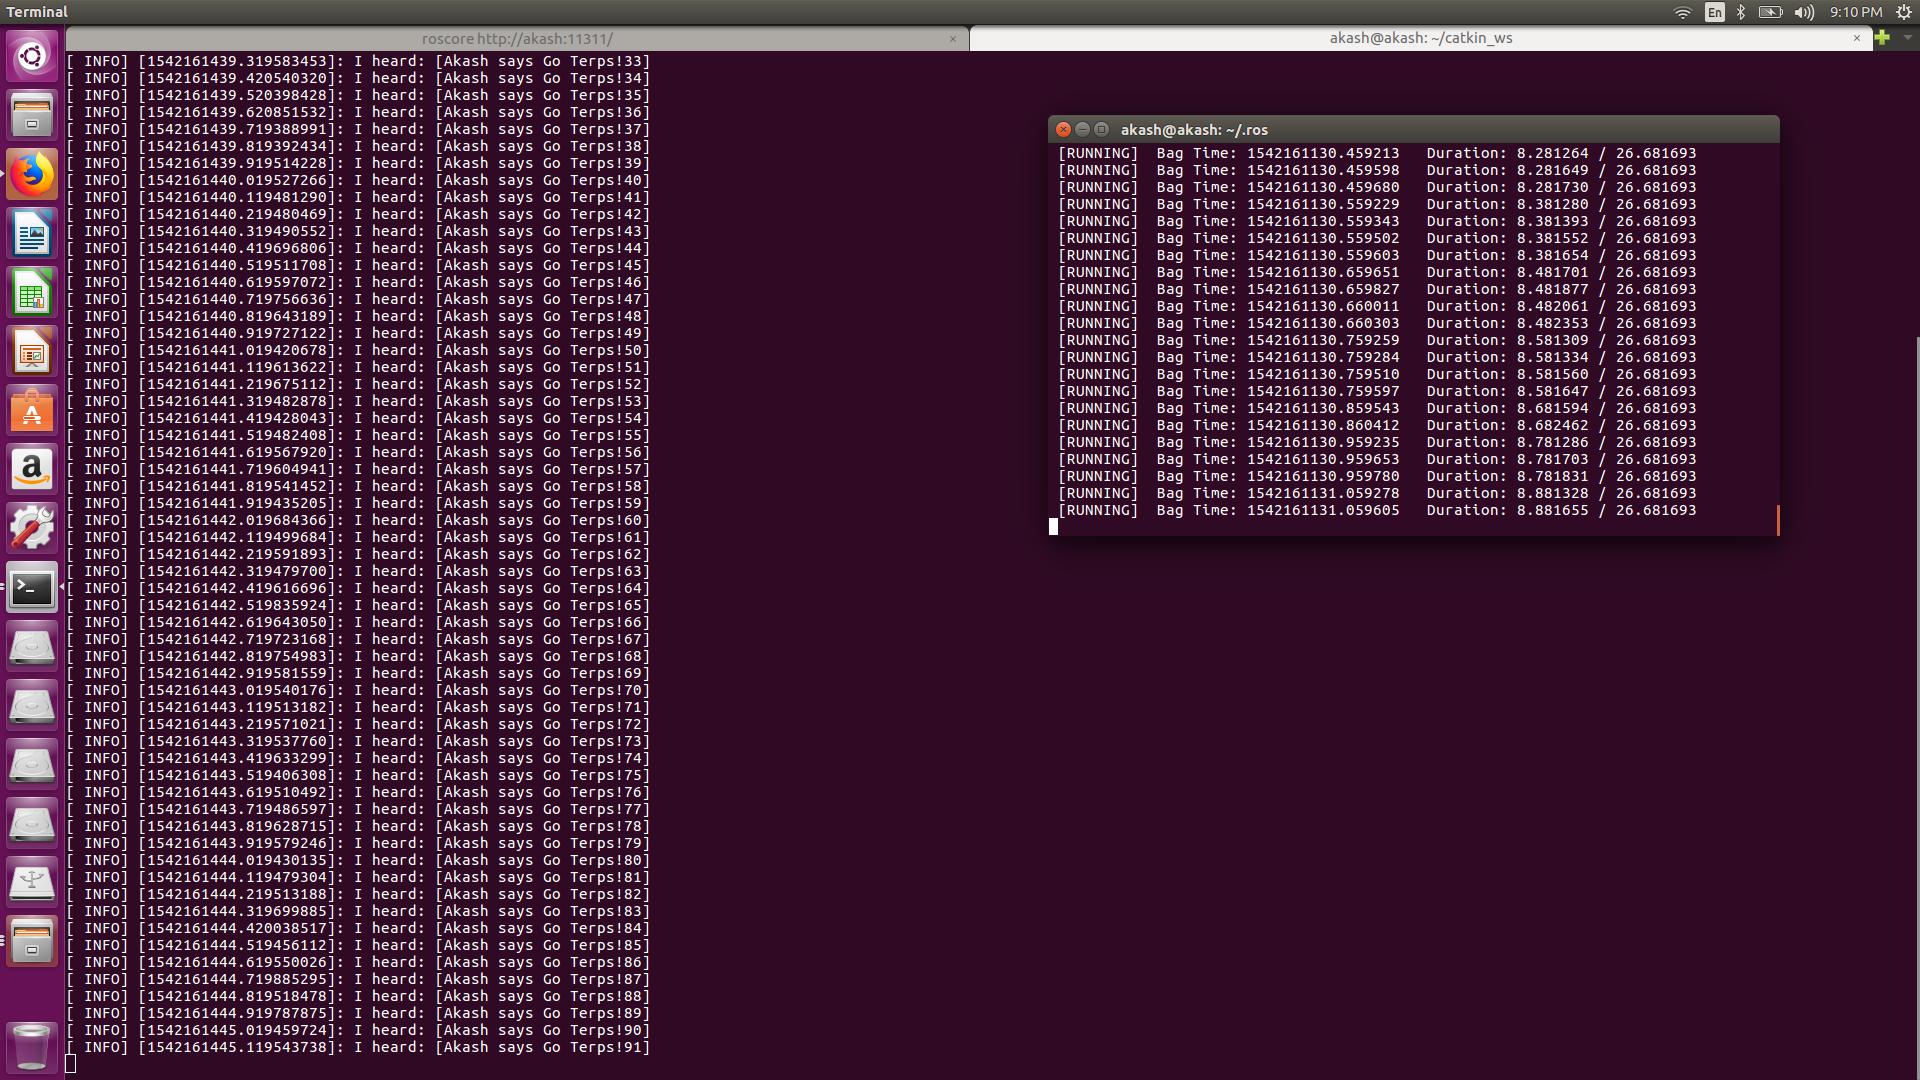 Terminal
En
9:10 PM
roscore http://akash:11311/
akash@akash: ~/catkin_ws
[ INFO] [1542161439.319583453]: I heard: [Akash says Go Terps!33]
[ INFO] [1542161439.420540320]: I heard: [Akash says Go Terps!34]
[ INFO] [1542161439.520398428]: I heard: [Akash says Go Terps!35]
[ INFO] [1542161439.620851532]: I heard: [Akash says Go Terps!36]
[ INFO] [1542161439.719388991]: I heard: [Akash says Go Terps!37]
[ INFO] [1542161439.819392434]: I heard: [Akash says Go Terps!38]
[ INFO] [1542161439.919514228]: I heard: [Akash says Go Terps!39]
[ INFO] [1542161440.019527266]: I heard: [Akash says Go Terps!40]
[ INFO] [1542161440.119481290]: I heard: [Akash says Go Terps!41]
[ INFO] [1542161440.219480469]: I heard: [Akash says Go Terps!42]
[ INFO] [1542161440.319490552]: I heard: [Akash says Go Terps!43]
[ INFO] [1542161440.419696806]: I heard: [Akash says Go Terps!44]
[ INFO] [1542161440.519511708]: I heard: [Akash says Go Terps!45]
[ INFO] [1542161440.619597072]: I heard: [Akash says Go Terps!46]
[ INFO] [1542161440.719756636]: I heard: [Akash says Go Terps!47]
[ INFO] [1542161440.819643189]: I heard: [Akash says Go Terps!48]
[ INFO] [1542161440.919727122]: I heard: [Akash says Go Terps!49]
[ INFO] [1542161441.019420678]: I heard: [Akash says Go Terps!50]
[ INFO] [1542161441.119613622]: I heard: [Akash says Go Terps!51]
[ INFO] [1542161441.219675112]: I heard: [Akash says Go Terps!52]
[ INFO] [1542161441.319482878]: I heard: [Akash says Go Terps!53]
[ INFO] [1542161441.419428043]: I heard: [Akash says Go Terps!54]
[ INFO] [1542161441.519482408]: I heard: [Akash says Go Terps!55]
[ INFO] [1542161441.619567920]: I heard: [Akash says Go Terps!56]
[ INFO] [1542161441.719604941]: I heard: [Akash says Go Terps!57]
[ INFO] [1542161441.819541452]: I heard: [Akash says Go Terps!58]
[ INFO] [1542161441.919435205]: I heard: [Akash says Go Terps!59]
[ INFO] [1542161442.019684366]: I heard: [Akash says Go Terps!60]
[ INFO] [1542161442.119499684]: I heard: [Akash says Go Terps!61]
[ INFO] [1542161442.219591893]: I heard: [Akash says Go Terps!62]
[ INFO] [1542161442.319479700]: I heard: [Akash says Go Terps!63]
[ INFO] [1542161442.419616696]: I heard: [Akash says Go Terps!64]
[ INFO] [1542161442.519835924]: I heard: [Akash says Go Terps!65]
[ INFO] [1542161442.619643050]: I heard: [Akash says Go Terps!66]
[ INFO] [1542161442.719723168]: I heard: [Akash says Go Terps!67]
[ INFO] [1542161442.819754983]: I heard: [Akash says Go Terps!68]
[ INFO] [1542161442.919581559]: I heard: [Akash says Go Terps!69]
[ INFO] [1542161443.019540176]: I heard: [Akash says Go Terps!70]
[ INFO] [1542161443.119513182]: I heard: [Akash says Go Terps!71]
[ INFO] [1542161443.219571021]: I heard: [Akash says Go Terps!72]
[ INFO] [1542161443.319537760]: I heard: [Akash says Go Terps!73]
[ INFO] [1542161443.419633299]: I heard: [Akash says Go Terps!74]
[ INFO] [1542161443.519406308]: I heard: [Akash says Go Terps!75]
[ INFO] [1542161443.619510492]: I heard: [Akash says Go Terps!76]
[ INFO] [1542161443.719486597]: I heard: [Akash says Go Terps!77]
[ INFO] [1542161443.819628715]: I heard: [Akash says Go Terps!78]
[ INFO] [1542161443.919579246]: I heard: [Akash says Go Terps!79]
[ INFO] [1542161444.019430135]: I heard: [Akash says Go Terps!80]
[ INFO] [1542161444.119479304]: I heard: [Akash says Go Terps!81]
[ INFO] [1542161444.219513188]: I heard: [Akash says Go Terps!82]
[ INFO] [1542161444.319699885]: I heard: [Akash says Go Terps!83]
[ INFO] [1542161444.420038517]: I heard: [Akash says Go Terps!84]
[ INFO] [1542161444.519456112]: I heard: [Akash says Go Terps!85]
[ INFO] [1542161444.619550026]: I heard: [Akash says Go Terps!86]
[ INFO] [1542161444.719885295]: I heard: [Akash says Go Terps!87]
[ INFO] [1542161444.819518478]: I heard: [Akash says Go Terps!88]
[ INFO] [1542161444.919787875]: I heard: [Akash says Go Terps!89]
[ INFO] [1542161445.019459724]: I heard: [Akash says Go Terps!90]
[ INFO] [1542161445.119543738]: I heard: [Akash says Go Terps!91]
akash@akash: ~/.ros
[RUNNING]  Bag Time: 1542161130.459213   Duration: 8.281264 / 26.681693
[RUNNING]  Bag Time: 1542161130.459598   Duration: 8.281649 / 26.681693
[RUNNING]  Bag Time: 1542161130.459680   Duration: 8.281730 / 26.681693
[RUNNING]  Bag Time: 1542161130.559229   Duration: 8.381280 / 26.681693
[RUNNING]  Bag Time: 1542161130.559343   Duration: 8.381393 / 26.681693
[RUNNING]  Bag Time: 1542161130.559502   Duration: 8.381552 / 26.681693
[RUNNING]  Bag Time: 1542161130.559603   Duration: 8.381654 / 26.681693
[RUNNING]  Bag Time: 1542161130.659651   Duration: 8.481701 / 26.681693
[RUNNING]  Bag Time: 1542161130.659827   Duration: 8.481877 / 26.681693
[RUNNING]  Bag Time: 1542161130.660011   Duration: 8.482061 / 26.681693
[RUNNING]  Bag Time: 1542161130.660303   Duration: 8.482353 / 26.681693
[RUNNING]  Bag Time: 1542161130.759259   Duration: 8.581309 / 26.681693
[RUNNING]  Bag Time: 1542161130.759284   Duration: 8.581334 / 26.681693
[RUNNING]  Bag Time: 1542161130.759510   Duration: 8.581560 / 26.681693
[RUNNING]  Bag Time: 1542161130.759597   Duration: 8.581647 / 26.681693
[RUNNING]  Bag Time: 1542161130.859543   Duration: 8.681594 / 26.681693
[RUNNING]  Bag Time: 1542161130.860412   Duration: 8.682462 / 26.681693
[RUNNING]  Bag Time: 1542161130.959235   Duration: 8.781286 / 26.681693
[RUNNING]  Bag Time: 1542161130.959653   Duration: 8.781703 / 26.681693
[RUNNING]  Bag Time: 1542161130.959780   Duration: 8.781831 / 26.681693
[RUNNING]  Bag Time: 1542161131.059278   Duration: 8.881328 / 26.681693
[RUNNING]  Bag Time: 1542161131.059605   Duration: 8.881655 / 26.681693